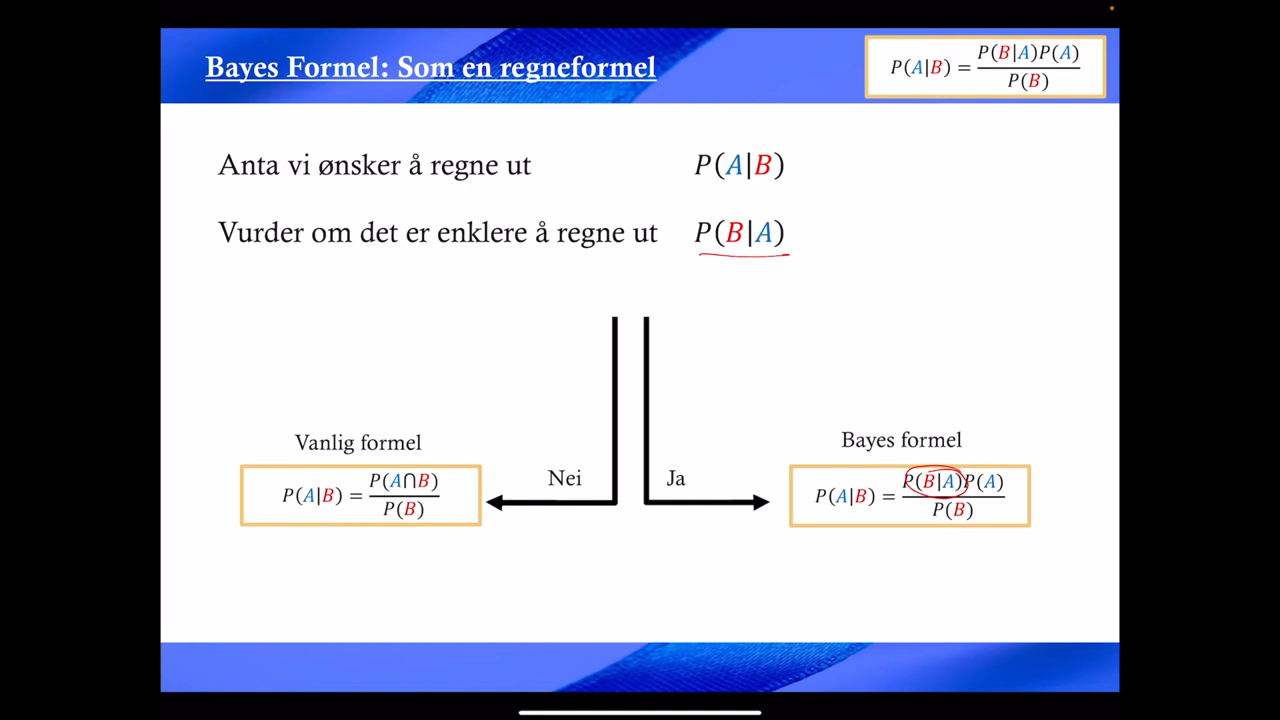 Bayes Formel: Som en regneformel
P(A|B) = P(B|A)P(A) / P(B)
Anta vi ønsker å regne ut P(A|B)
Vurder om det er enklere å regne ut P(B|A)
Vanlig formel
P(A|B) = P(A∩B) / P(B)
Nei
Ja
Bayes formel
P(A|B) = P(B|A)P(A) / P(B)